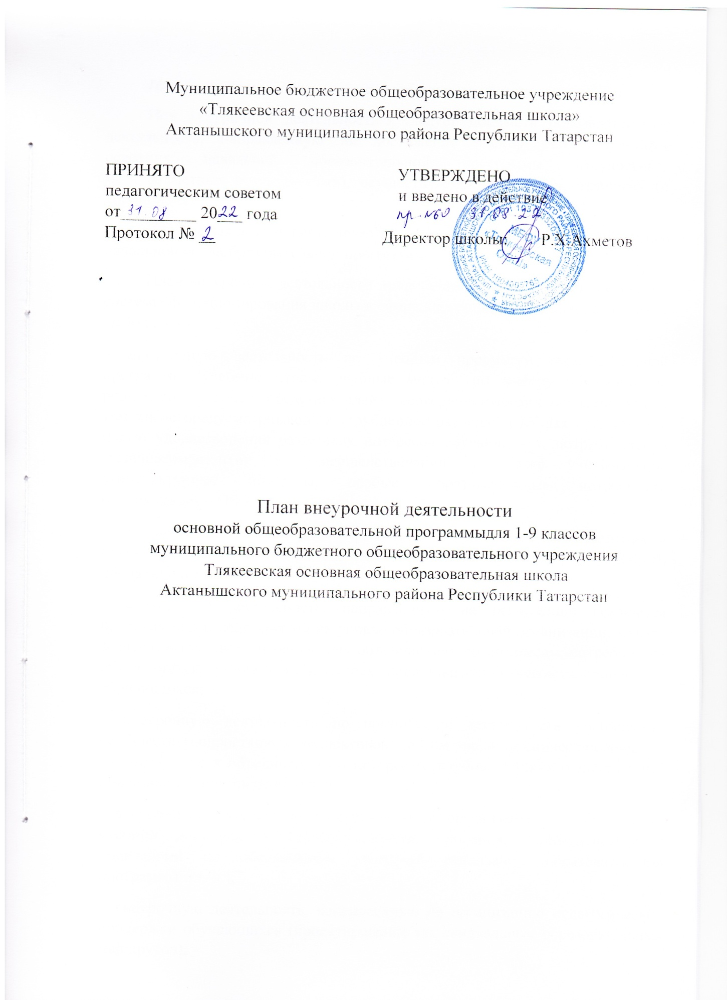 Муниципальное бюджетное общеобразовательное учреждение
«Тлякеевская основная общеобразовательная школа»
Актанышского муниципального района Республики Татарстан
ПРИНЯТО
педагогическим советом
от 31.08 2022 года
Протокол № 2
УТВЕРЖДЕНО
и введено в действие
пр. №60 31.08.22
Директор школы: Р.Х.Ахметов
МБОУ
«Тлякеевская
ООШ»
План внеурочной деятельности
основной общеобразовательной программыдля 1-9 классов
муниципального бюджетного общеобразовательного учреждения
Тлякеевская основная общеобразовательная школа
Актанышского муниципального района Республики Татарстан